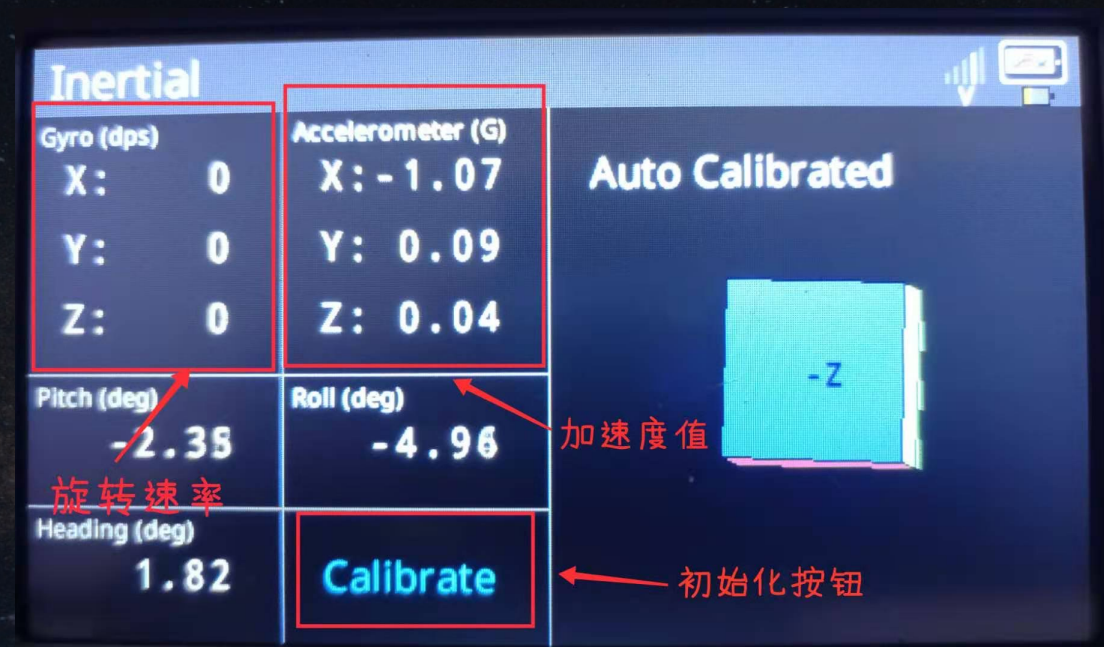 Inertial
Gyro (dps)
X: 0
Y: 0
Z: 0
Accelerometer (G)
X:-1.07
Y: 0.09
Z: 0.04
Auto Calibrated
-Z
Pitch (deg)
-2.35
Roll (deg)
-4.96
加速度值
旋转速率
Heading (deg)
1.82
Calibrate
初始化按钮